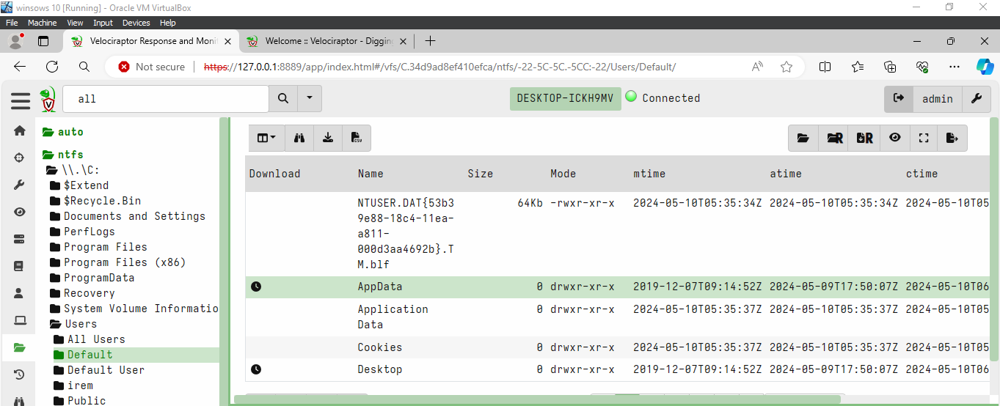 winsows 10 [Running] - Oracle VM VirtualBox
File Machine View Input Devices Help
Velociraptor Response and Monit
Welcome :: Velociraptor - Digging
Not secure https://127.0.0.1:8889/app/index.html#/vfs/C.34d9ad8ef410efca/ntfs/-22-5C-5C.-5CC:-22/Users/Default/
all
DESKTOP-ICKH9MV Connected
admin
auto
ntfs
\\.\C:
$Extend
$Recycle.Bin
Documents and Settings
PerfLogs
Program Files
Program Files (x86)
ProgramData
Recovery
System Volume Informatio
Users
All Users
Default
Default User
irem
Public
CSV
R
R
Download Name Size Mode mtime atime ctime
NTUSER.DAT{53b3 64Kb -rwxr-xr-x 2024-05-10T05:35:34Z 2024-05-10T05:35:34Z 2024-05-10T05
9e88-18c4-11ea-
a811-
000d3aa4692b}.T
M.blf
AppData 0 drwxr-xr-x 2019-12-07T09:14:52Z 2024-05-09T17:50:07Z 2024-05-10T06
Application 0 drwxr-xr-x 2024-05-10T05:35:37Z 2024-05-10T05:35:37Z 2024-05-10T05
Data
Cookies 0 drwxr-xr-x 2024-05-10T05:35:37Z 2024-05-10T05:35:37Z 2024-05-10T05
Desktop 0 drwxr-xr-x 2019-12-07T09:14:52Z 2024-05-09T17:50:07Z 2024-05-10T06